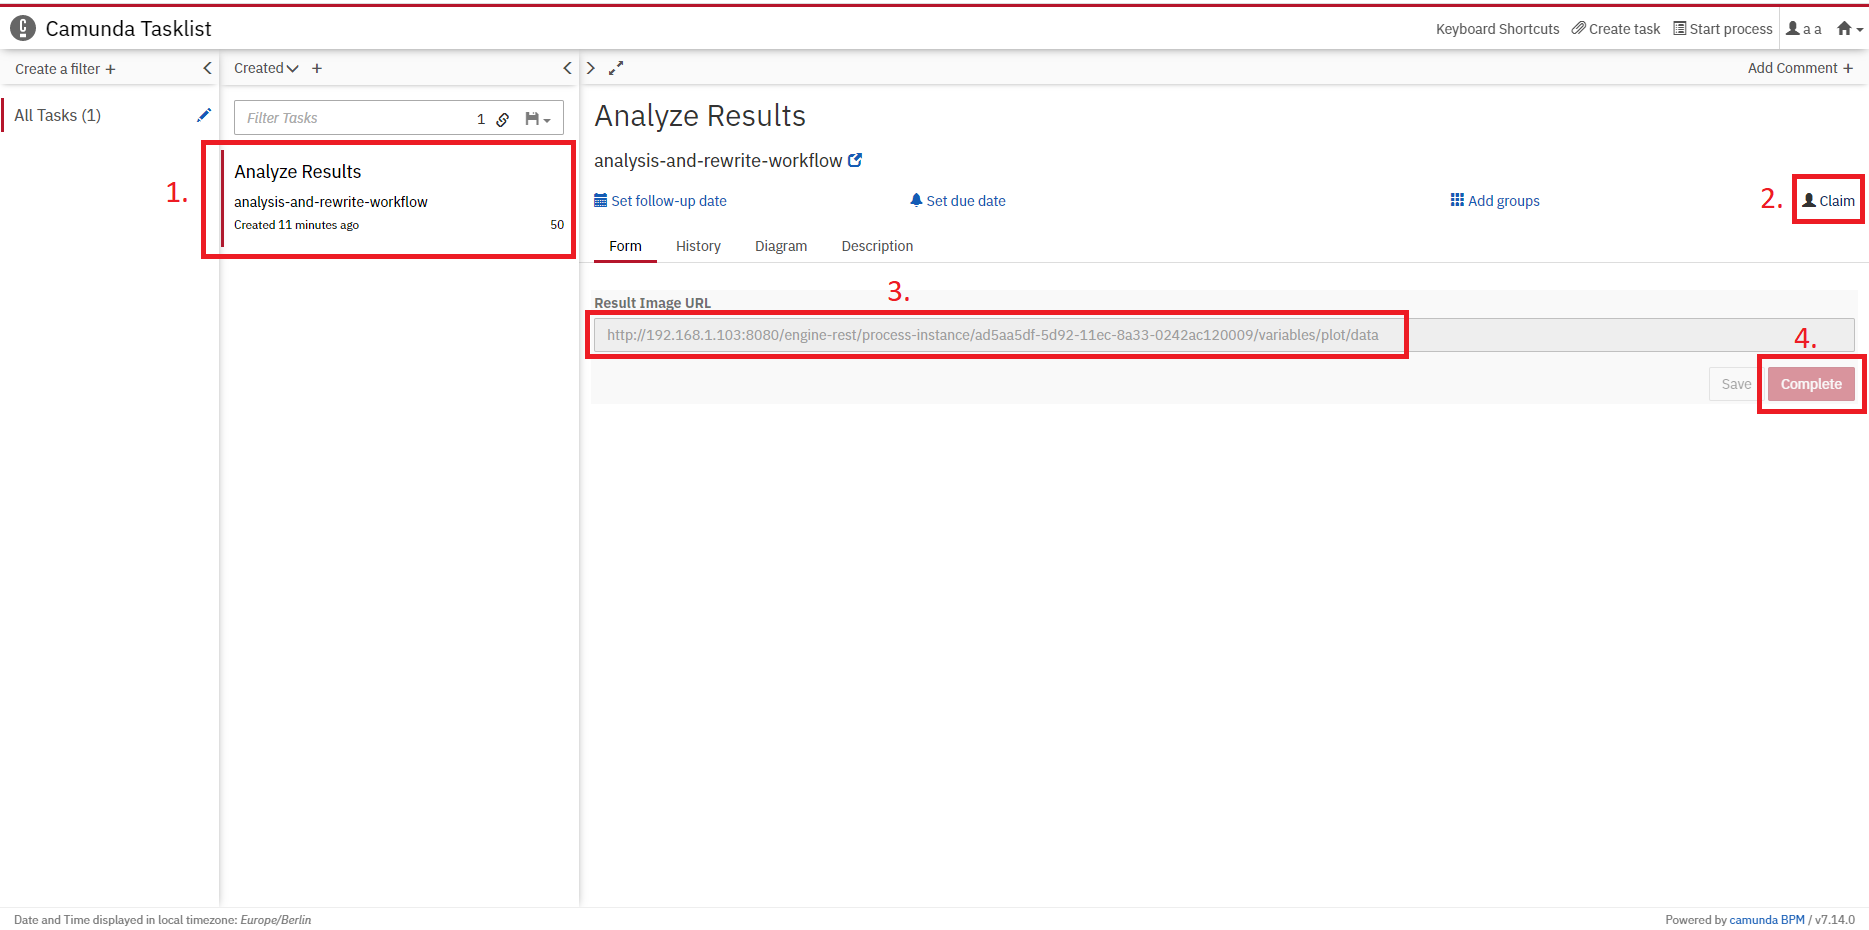 Camunda Tasklist
Keyboard Shortcuts Create task Start process a a
Create a filter +
Created +
Add Comment +
All Tasks (1)
Filter Tasks 1
1.
Analyze Results
analysis-and-rewrite-workflow
Created 11 minutes ago 50
Analyze Results
analysis-and-rewrite-workflow
Set follow-up date Set due date Add groups 2. Claim
Form History Diagram Description
3.
Result Image URL
http://192.168.1.103:8080/engine-rest/process-instance/ad5aa5df-5d92-11ec-8a33-0242ac120009/variables/plot/data
4.
Save Complete
Date and Time displayed in local timezone: Europe/Berlin
Powered by camunda BPM / v7.14.0